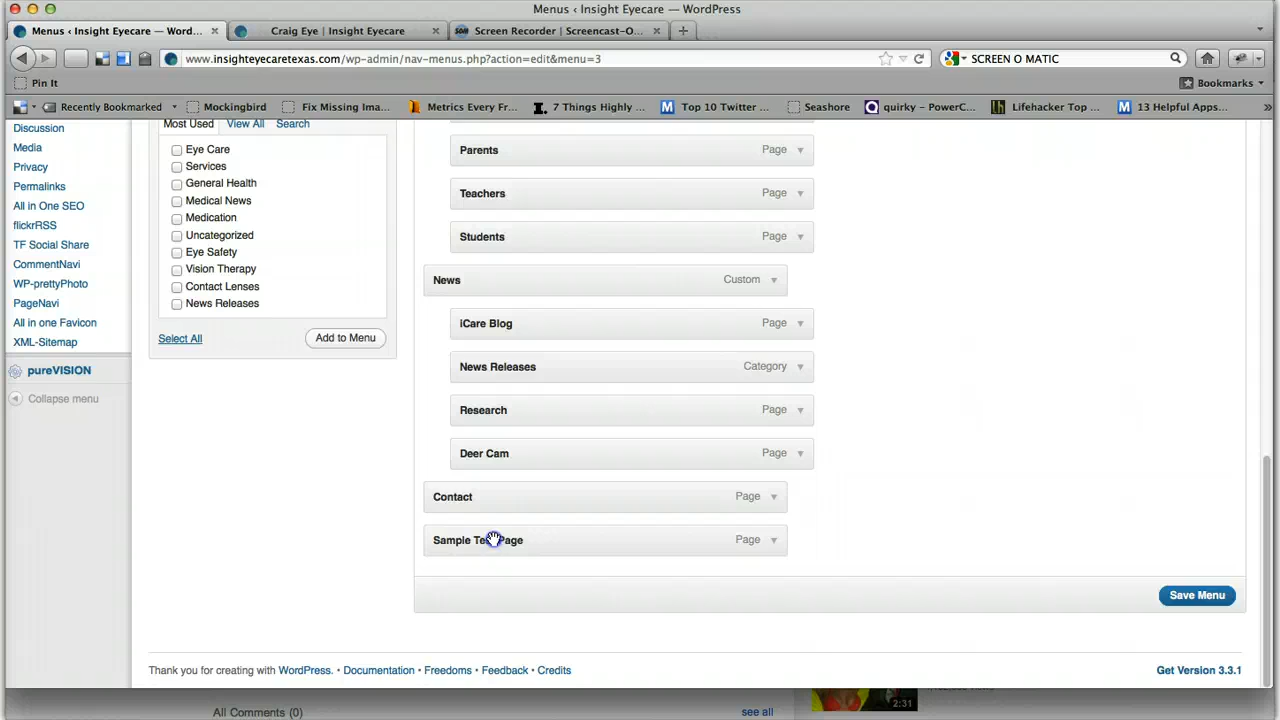 Menus ‹ Insight Eyecare — WordPress
Menus ‹ Insight Eyecare — Word...
Craig Eye | Insight Eyecare
Screen Recorder | Screencast-O...
www.insighteyecaretexas.com/wp-admin/nav-menus.php?action=edit&menu=3
SCREEN O MATIC
Pin It
Bookmarks
Recently Bookmarked
Mockingbird
Fix Missing Ima...
Metrics Every Fr...
7 Things Highly ...
Top 10 Twitter ...
Seashore
quirky – PowerC...
Lifehacker Top ...
13 Helpful Apps...
»
Discussion
Media
Privacy
Permalinks
All in One SEO
flickrRSS
TF Social Share
CommentNavi
WP-prettyPhoto
PageNavi
All in one Favicon
XML-Sitemap
pureVISION
Collapse menu
Most Used View All Search
Eye Care
Services
General Health
Medical News
Medication
Uncategorized
Eye Safety
Vision Therapy
Contact Lenses
News Releases
Select All
Add to Menu
Parents Page
Teachers Page
Students Page
News Custom
iCare Blog Page
News Releases Category
Research Page
Deer Cam Page
Contact Page
Sample Page
Save Menu
Thank you for creating with WordPress. • Documentation • Freedoms • Feedback • Credits
Get Version 3.3.1
All Comments (0)
see all
2:31